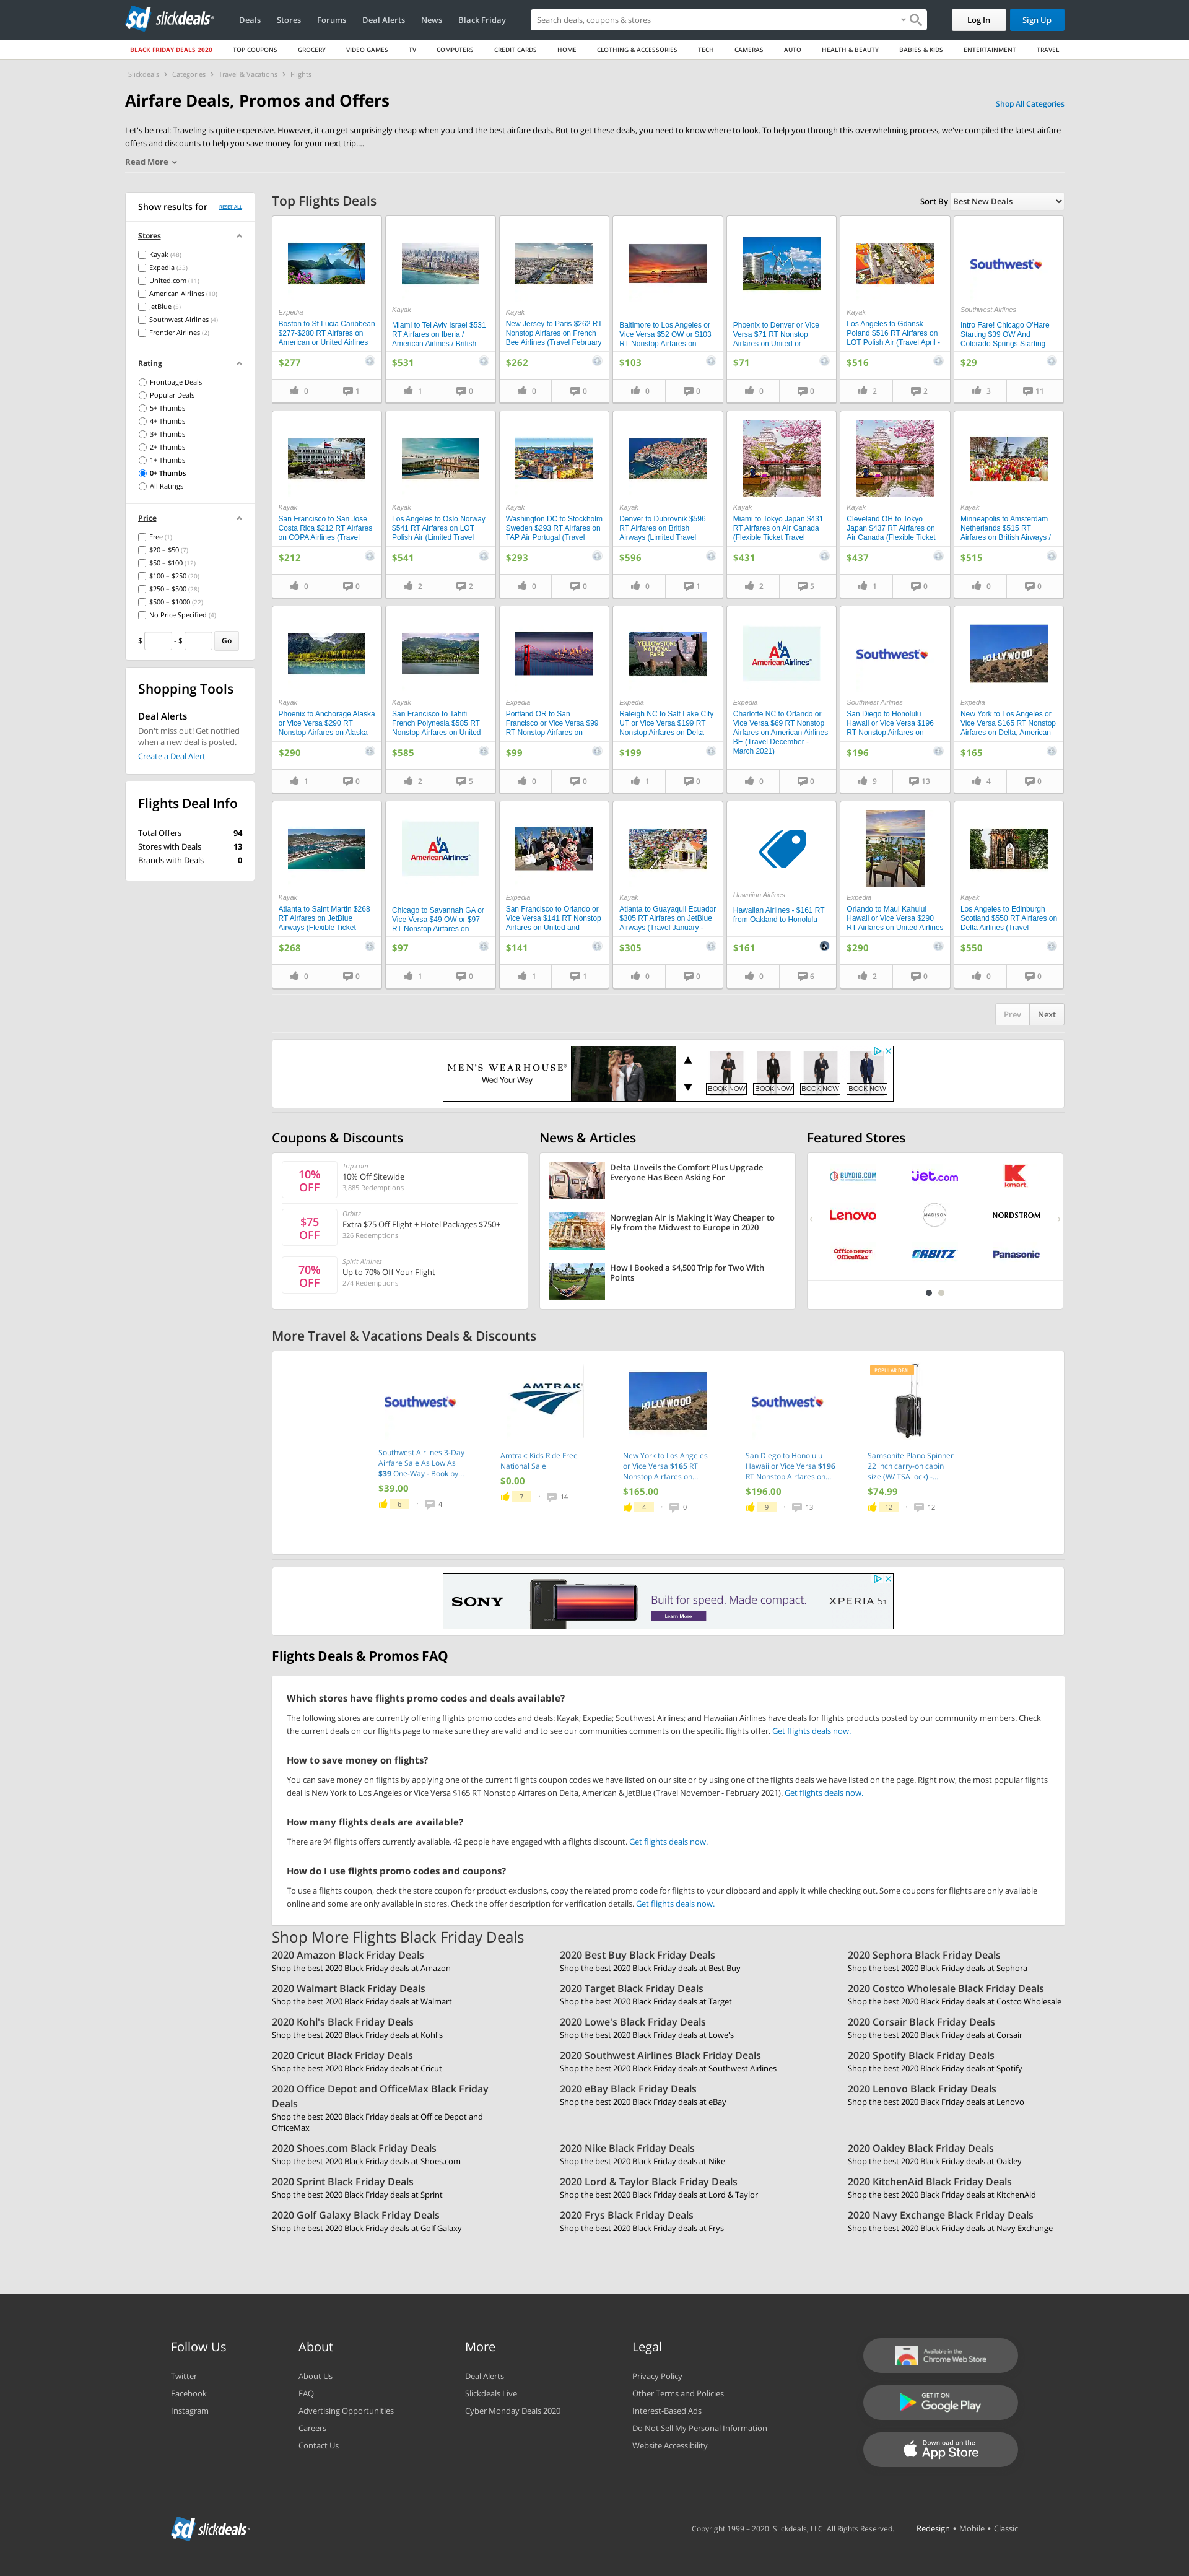 slickdeals
Deals
Stores
Forums
Deal Alerts
News
Black Friday
Search deals, coupons & stores
Log In
Sign Up
BLACK FRIDAY DEALS 2020
TOP COUPONS
GROCERY
VIDEO GAMES
TV
COMPUTERS
CREDIT CARDS
HOME
CLOTHING & ACCESSORIES
TECH
CAMERAS
AUTO
HEALTH & BEAUTY
BABIES & KIDS
ENTERTAINMENT
TRAVEL
Slickdeals > Categories > Travel & Vacations > Flights
Airfare Deals, Promos and Offers
Shop All Categories
Let's be real: Traveling is quite expensive. However, it can get surprisingly cheap when you land the best airfare deals. But to get these deals, you need to know where to look. To help you through this overwhelming process, we've compiled the latest airfare
offers and discounts to help you save money for your next trip....
Read More
Show results for
RESET ALL
Stores
Kayak (48)
Expedia (33)
United.com (11)
American Airlines (10)
JetBlue (5)
Southwest Airlines (4)
Frontier Airlines (2)
Rating
Frontpage Deals
Popular Deals
5+ Thumbs
4+ Thumbs
3+ Thumbs
2+ Thumbs
1+ Thumbs
0+ Thumbs
All Ratings
Price
Free (1)
$20 – $50 (7)
$50 – $100 (12)
$100 – $250 (20)
$250 – $500 (28)
$500 – $1000 (22)
No Price Specified (4)
$ - $ Go
Shopping Tools
Deal Alerts
Don't miss out! Get notified
when a new deal is posted.
Create a Deal Alert
Flights Deal Info
Total Offers 94
Stores with Deals 13
Brands with Deals 0
Top Flights Deals
Sort By Best New Deals
Expedia
Boston to St Lucia Caribbean
$277-$280 RT Airfares on
American or United Airlines
$277
0 1
Kayak
Miami to Tel Aviv Israel $531
RT Airfares on Iberia /
American Airlines / British
$531
1 0
Kayak
New Jersey to Paris $262 RT
Nonstop Airfares on French
Bee Airlines (Travel February
$262
0 0
Baltimore to Los Angeles or
Vice Versa $52 OW or $103
RT Nonstop Airfares on
$103
0 0
Phoenix to Denver or Vice
Versa $71 RT Nonstop
Airfares on United or
$71
0 0
Kayak
Los Angeles to Gdansk
Poland $516 RT Airfares on
LOT Polish Air (Travel April -
$516
2 2
Southwest
Southwest Airlines
Intro Fare! Chicago O'Hare
Starting $39 OW And
Colorado Springs Starting
$29
3 11
Kayak
San Francisco to San Jose
Costa Rica $212 RT Airfares
on COPA Airlines (Travel
$212
0 0
Kayak
Los Angeles to Oslo Norway
$541 RT Airfares on LOT
Polish Air (Limited Travel
$541
2 2
Kayak
Washington DC to Stockholm
Sweden $293 RT Airfares on
TAP Air Portugal (Travel
$293
0 0
Kayak
Denver to Dubrovnik $596
RT Airfares on British
Airways (Limited Travel
$596
0 1
Kayak
Miami to Tokyo Japan $431
RT Airfares on Air Canada
(Flexible Ticket Travel
$431
2 5
Kayak
Cleveland OH to Tokyo
Japan $437 RT Airfares on
Air Canada (Flexible Ticket
$437
1 0
Kayak
Minneapolis to Amsterdam
Netherlands $515 RT
Airfares on British Airways /
$515
0 0
Kayak
Phoenix to Anchorage Alaska
or Vice Versa $290 RT
Nonstop Airfares on Alaska
$290
1 0
Kayak
San Francisco to Tahiti
French Polynesia $585 RT
Nonstop Airfares on United
$585
2 5
Expedia
Portland OR to San
Francisco or Vice Versa $99
RT Nonstop Airfares on
$99
0 0
YELLOWSTONE
NATIONAL
PARK
Expedia
Raleigh NC to Salt Lake City
UT or Vice Versa $199 RT
Nonstop Airfares on Delta
$199
1 0
AmericanAirlines
Expedia
Charlotte NC to Orlando or
Vice Versa $69 RT Nonstop
Airfares on American Airlines
BE (Travel December -
March 2021)
0 0
Southwest
Southwest Airlines
San Diego to Honolulu
Hawaii or Vice Versa $196
RT Nonstop Airfares on
$196
9 13
HOLLYWOOD
Expedia
New York to Los Angeles or
Vice Versa $165 RT Nonstop
Airfares on Delta, American
$165
4 0
Kayak
Atlanta to Saint Martin $268
RT Airfares on JetBlue
Airways (Flexible Ticket
$268
0 0
AmericanAirlines
Chicago to Savannah GA or
Vice Versa $49 OW or $97
RT Nonstop Airfares on
$97
1 0
Expedia
San Francisco to Orlando or
Vice Versa $141 RT Nonstop
Airfares on United and
$141
1 1
Kayak
Atlanta to Guayaquil Ecuador
$305 RT Airfares on JetBlue
Airways (Travel January -
$305
0 0
Hawaiian Airlines
Hawaiian Airlines - $161 RT
from Oakland to Honolulu
$161
0 6
Expedia
Orlando to Maui Kahului
Hawaii or Vice Versa $290
RT Airfares on United Airlines
$290
2 0
Kayak
Los Angeles to Edinburgh
Scotland $550 RT Airfares on
Delta Airlines (Travel
$550
0 0
Prev
Next
MEN'S WEARHOUSE®
Wed Your Way
BOOK NOW
BOOK NOW
BOOK NOW
BOOK NOW
Coupons & Discounts
10%
OFF
Trip.com
10% Off Sitewide
3,885 Redemptions
$75
OFF
Orbitz
Extra $75 Off Flight + Hotel Packages $750+
326 Redemptions
70%
OFF
Spirit Airlines
Up to 70% Off Your Flight
274 Redemptions
News & Articles
Delta Unveils the Comfort Plus Upgrade
Everyone Has Been Asking For
Norwegian Air is Making it Way Cheaper to
Fly from the Midwest to Europe in 2020
How I Booked a $4,500 Trip for Two With
Points
Featured Stores
BUYDIG.COM
jet.com
kmart
Lenovo
MADISON
NORDSTROM
Office DEPOT
OfficeMax
ORBITZ
Panasonic
More Travel & Vacations Deals & Discounts
Southwest
Southwest Airlines 3-Day
Airfare Sale As Low As
$39 One-Way - Book by...
$39.00
6 • 4
AMTRAK
Amtrak: Kids Ride Free
National Sale
$0.00
7 • 14
HOLLYWOOD
New York to Los Angeles
or Vice Versa $165 RT
Nonstop Airfares on...
$165.00
4 • 0
Southwest
San Diego to Honolulu
Hawaii or Vice Versa $196
RT Nonstop Airfares on...
$196.00
9 • 13
POPULAR DEAL
Samsonite Plano Spinner
22 inch carry-on cabin
size (W/ TSA lock) -...
$74.99
12 • 12
SONY
Built for speed. Made compact.
Learn More
XPERIA 5 II
Flights Deals & Promos FAQ
Which stores have flights promo codes and deals available?
The following stores are currently offering flights promo codes and deals: Kayak; Expedia; Southwest Airlines; and Hawaiian Airlines have deals for flights products posted by our community members. Check
the current deals on our flights page to make sure they are valid and to see our communities comments on the specific flights offer. Get flights deals now.
How to save money on flights?
You can save money on flights by applying one of the current flights coupon codes we have listed on our site or by using one of the flights deals we have listed on the page. Right now, the most popular flights
deal is New York to Los Angeles or Vice Versa $165 RT Nonstop Airfares on Delta, American & JetBlue (Travel November - February 2021). Get flights deals now.
How many flights deals are available?
There are 94 flights offers currently available. 42 people have engaged with a flights discount. Get flights deals now.
How do I use flights promo codes and coupons?
To use a flights coupon, check the store coupon for product exclusions, copy the related promo code for flights to your clipboard and apply it while checking out. Some coupons for flights are only available
online and some are only available in stores. Check the offer description for verification details. Get flights deals now.
Shop More Flights Black Friday Deals
2020 Amazon Black Friday Deals
Shop the best 2020 Black Friday deals at Amazon
2020 Best Buy Black Friday Deals
Shop the best 2020 Black Friday deals at Best Buy
2020 Sephora Black Friday Deals
Shop the best 2020 Black Friday deals at Sephora
2020 Walmart Black Friday Deals
Shop the best 2020 Black Friday deals at Walmart
2020 Target Black Friday Deals
Shop the best 2020 Black Friday deals at Target
2020 Costco Wholesale Black Friday Deals
Shop the best 2020 Black Friday deals at Costco Wholesale
2020 Kohl's Black Friday Deals
Shop the best 2020 Black Friday deals at Kohl's
2020 Lowe's Black Friday Deals
Shop the best 2020 Black Friday deals at Lowe's
2020 Corsair Black Friday Deals
Shop the best 2020 Black Friday deals at Corsair
2020 Cricut Black Friday Deals
Shop the best 2020 Black Friday deals at Cricut
2020 Southwest Airlines Black Friday Deals
Shop the best 2020 Black Friday deals at Southwest Airlines
2020 Spotify Black Friday Deals
Shop the best 2020 Black Friday deals at Spotify
2020 Office Depot and OfficeMax Black Friday
Deals
Shop the best 2020 Black Friday deals at Office Depot and
OfficeMax
2020 eBay Black Friday Deals
Shop the best 2020 Black Friday deals at eBay
2020 Lenovo Black Friday Deals
Shop the best 2020 Black Friday deals at Lenovo
2020 Shoes.com Black Friday Deals
Shop the best 2020 Black Friday deals at Shoes.com
2020 Nike Black Friday Deals
Shop the best 2020 Black Friday deals at Nike
2020 Oakley Black Friday Deals
Shop the best 2020 Black Friday deals at Oakley
2020 Sprint Black Friday Deals
Shop the best 2020 Black Friday deals at Sprint
2020 Lord & Taylor Black Friday Deals
Shop the best 2020 Black Friday deals at Lord & Taylor
2020 KitchenAid Black Friday Deals
Shop the best 2020 Black Friday deals at KitchenAid
2020 Golf Galaxy Black Friday Deals
Shop the best 2020 Black Friday deals at Golf Galaxy
2020 Frys Black Friday Deals
Shop the best 2020 Black Friday deals at Frys
2020 Navy Exchange Black Friday Deals
Shop the best 2020 Black Friday deals at Navy Exchange
Follow Us
Twitter
Facebook
Instagram
About
About Us
FAQ
Advertising Opportunities
Careers
Contact Us
More
Deal Alerts
Slickdeals Live
Cyber Monday Deals 2020
Legal
Privacy Policy
Other Terms and Policies
Interest-Based Ads
Do Not Sell My Personal Information
Website Accessibility
Available in the
Chrome Web Store
GET IT ON
Google Play
Download on the
App Store
slickdeals
Copyright 1999 – 2020. Slickdeals, LLC. All Rights Reserved.
Redesign • Mobile • Classic